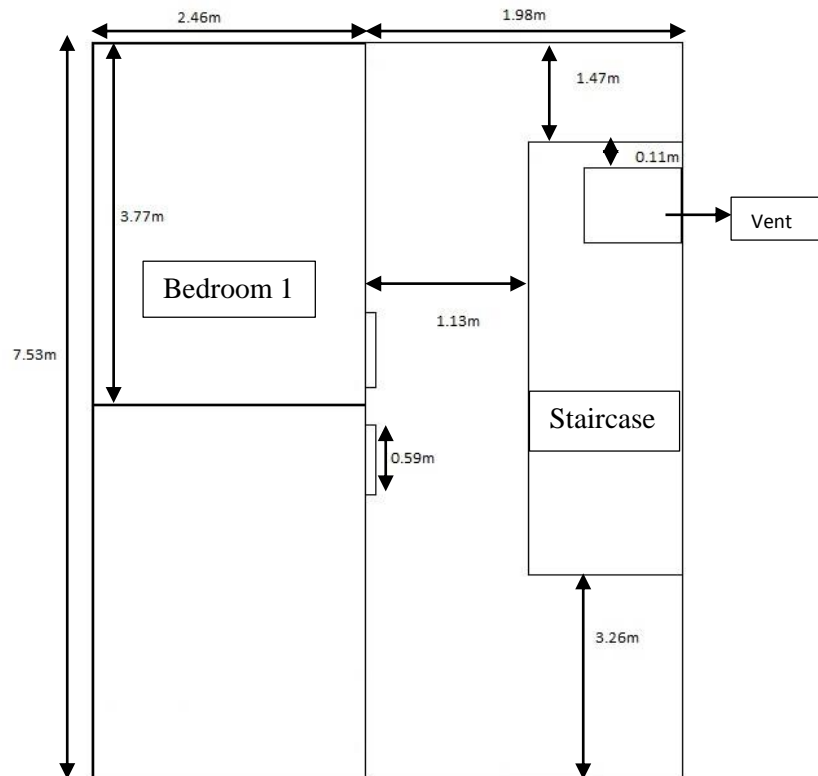 2.46m
1.98m
1.47m
0.11m
3.77m
Vent
Bedroom 1
1.13m
7.53m
Staircase
0.59m
3.26m